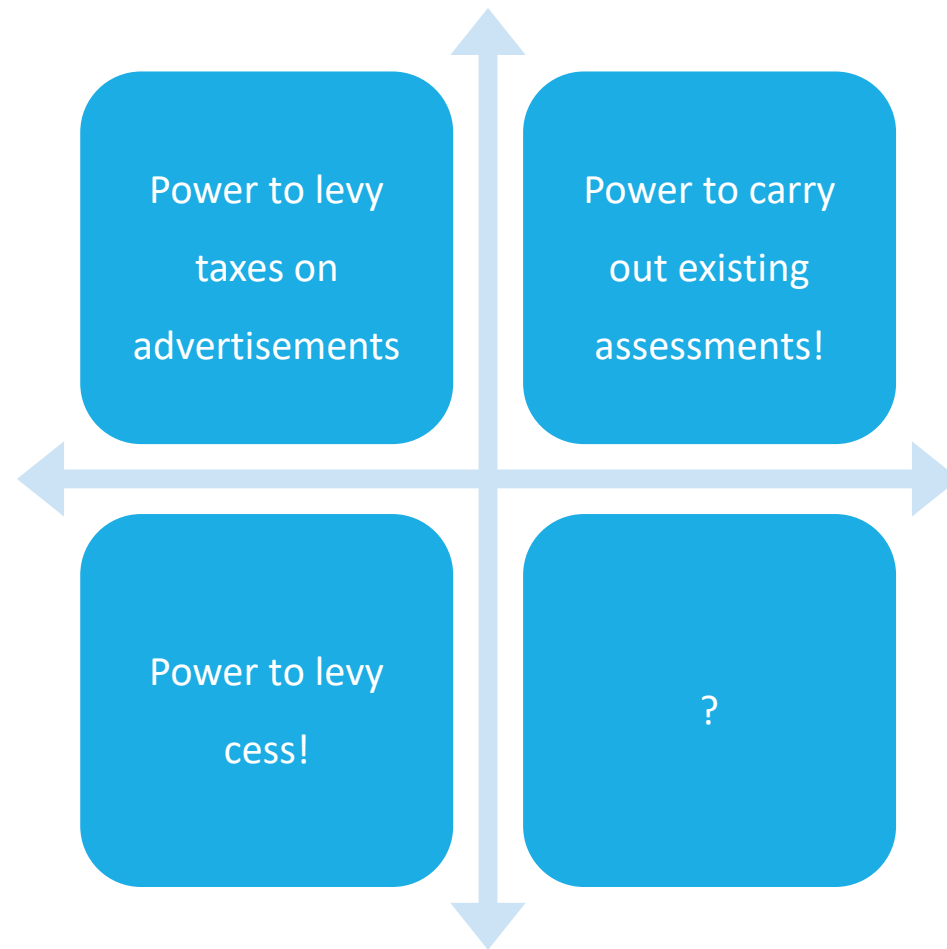 Power to levy
taxes on
advertisements
Power to carry
out existing
assessments!
Power to levy
cess!
?